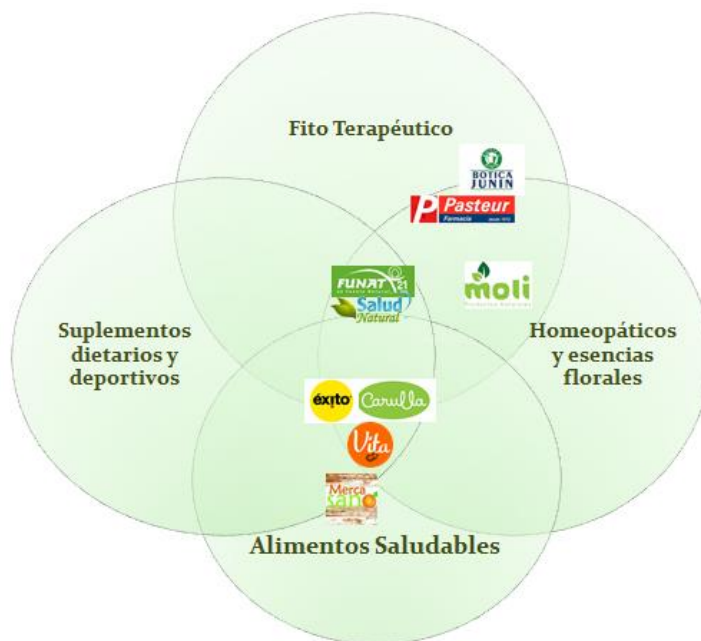 Fito Terapéutico
BOTICA
JUNIN
P Pasteur
Farmacia
FUNAT 21
Salud
Natural
moli
Suplementos
dietarios y
deportivos
Homeopáticos
y esencias
florales
éxito
Carulla
Vita
Merca
sano
Alimentos Saludables